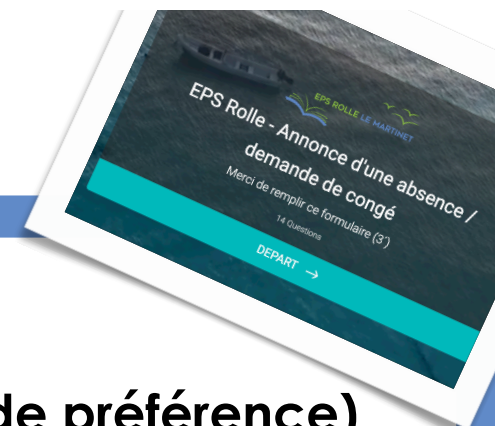 EPS ROLLE LE MARTINET
EPS Rolle - Annonce d'une absence /
demande de congé
Merci de remplir ce formulaire (3')
14 Questions
DEPART →
de préférence)